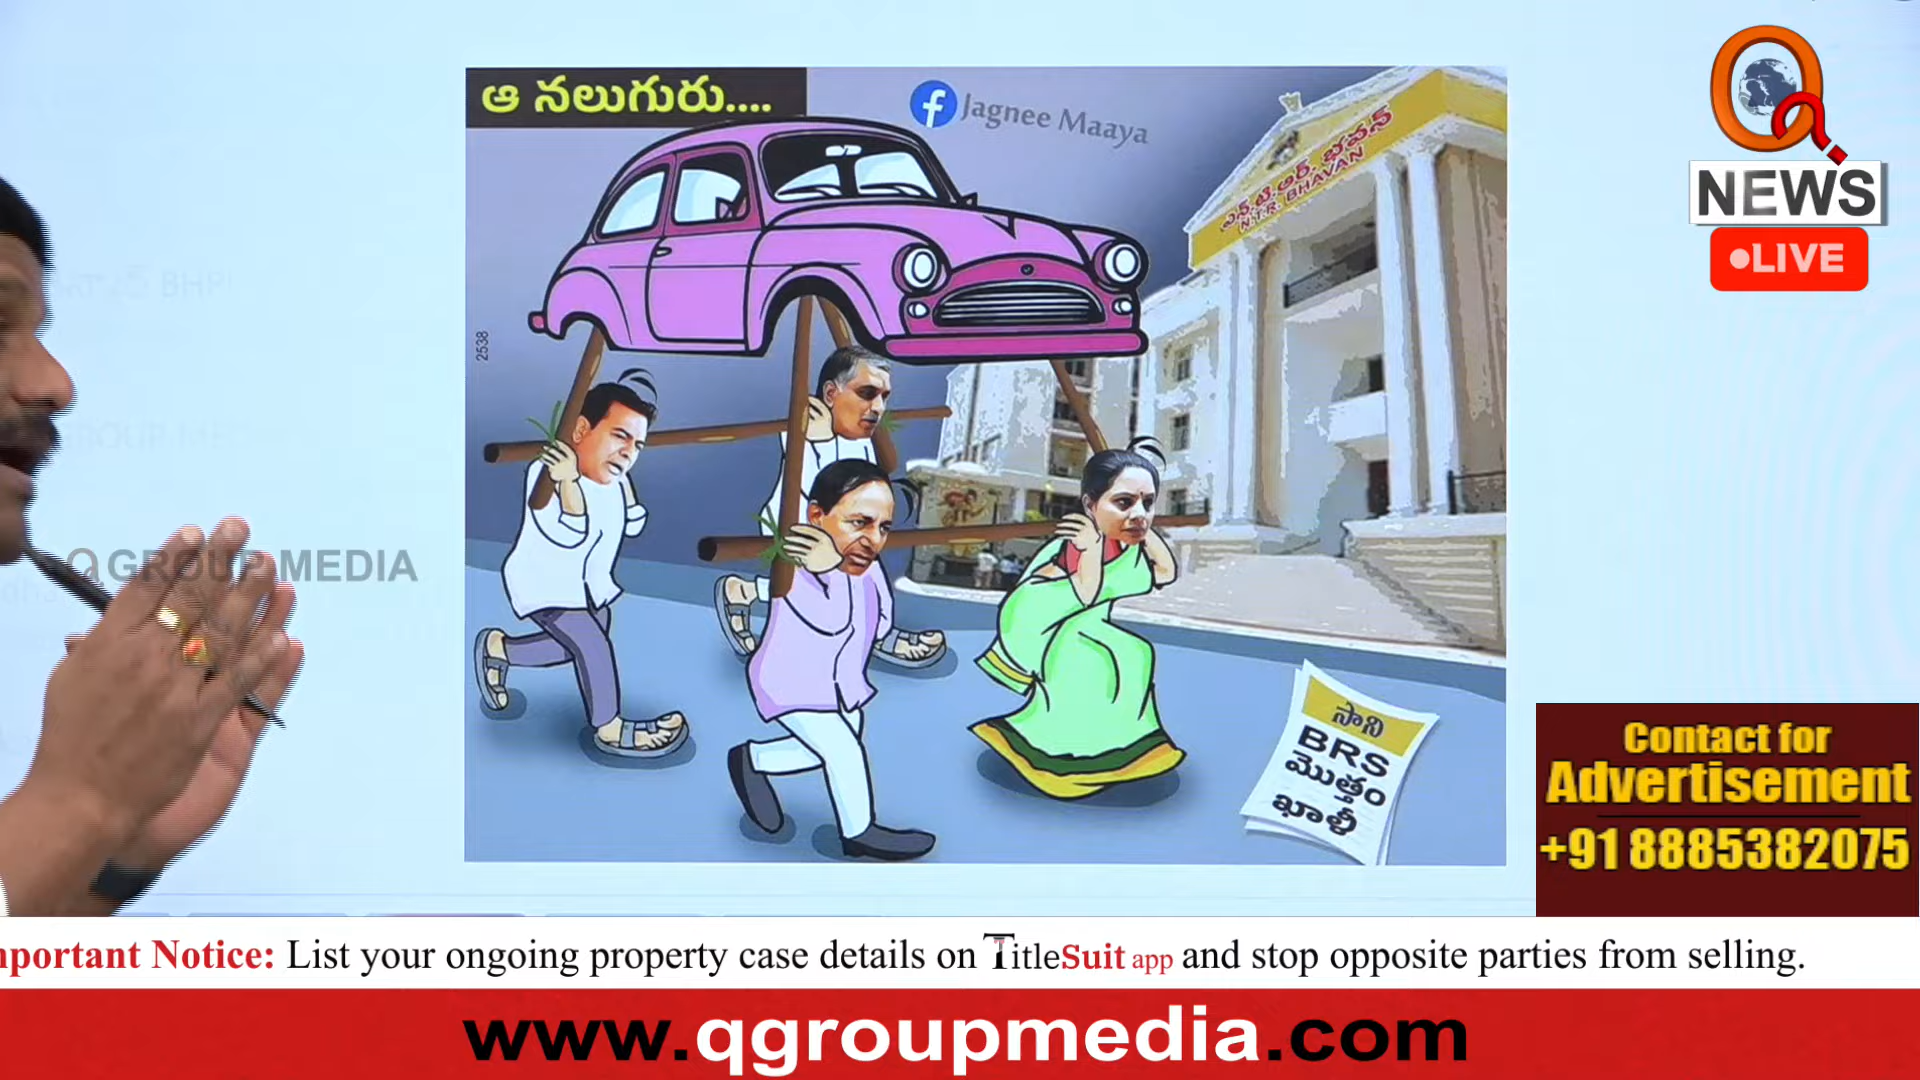 ఆ నలుగురు....
Jagnee Maaya
ఎన్.టి.ఆర్. భవన్
N.T.R. BHAVAN
2538
Q
NEWS
LIVE
GROUP MEDIA
సాని
BRS
మొత్తం
ఖాళీ
Contact for
Advertisement
+91 8885382075
mportant Notice: List your ongoing property case details on TitleSuit app and stop opposite parties from selling.
www.qgroupmedia.com